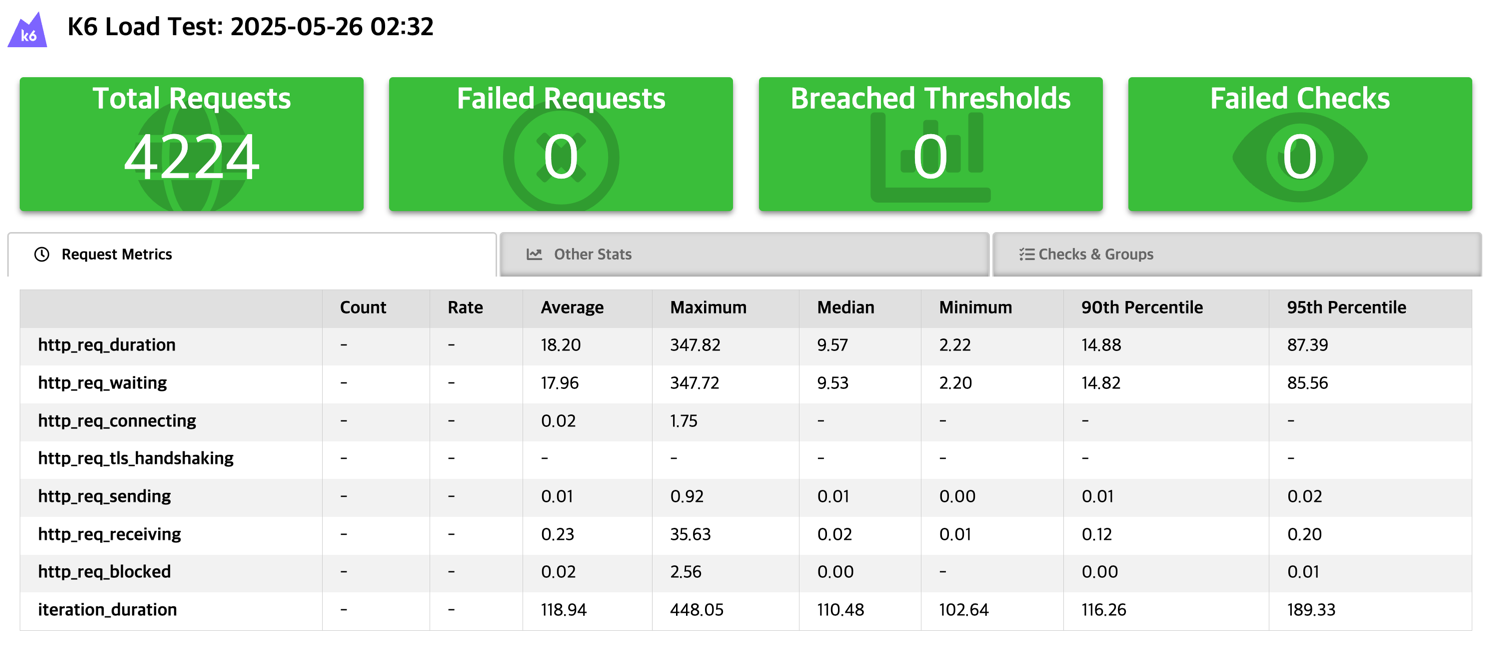 k6
K6 Load Test: 2025-05-26 02:32
Total Requests
4224
Failed Requests
0
Breached Thresholds
0
Failed Checks
0
Request Metrics
Other Stats
Checks & Groups
Count Rate Average Maximum Median Minimum 90th Percentile 95th Percentile
http_req_duration - - 18.20 347.82 9.57 2.22 14.88 87.39
http_req_waiting - - 17.96 347.72 9.53 2.20 14.82 85.56
http_req_connecting - - 0.02 1.75 - - - -
http_req_tls_handshaking - - - - - - - -
http_req_sending - - 0.01 0.92 0.01 0.00 0.01 0.02
http_req_receiving - - 0.23 35.63 0.02 0.01 0.12 0.20
http_req_blocked - - 0.02 2.56 0.00 - 0.00 0.01
iteration_duration - - 118.94 448.05 110.48 102.64 116.26 189.33